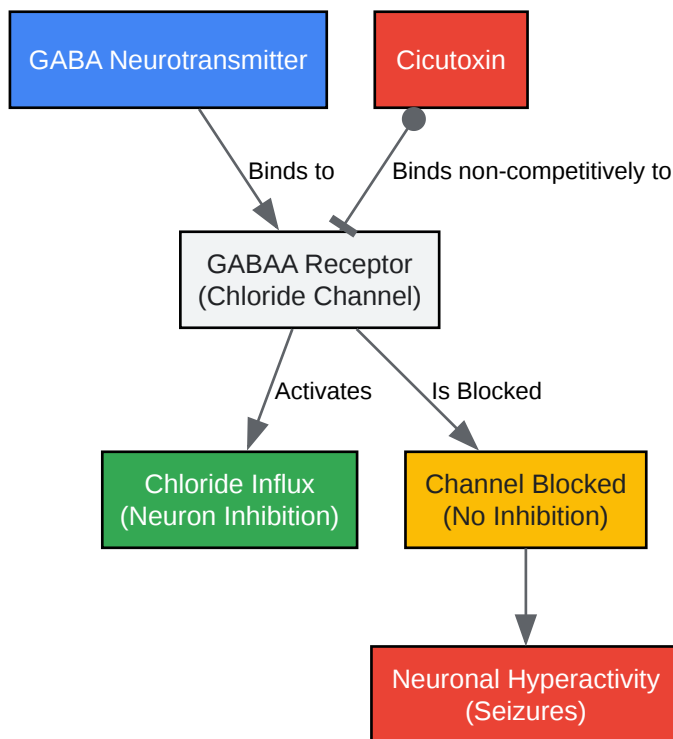 GABA Neurotransmitter
Cicutoxin
Binds to
Binds non-competitively to
GABAA Receptor
(Chloride Channel)
Activates
Is Blocked
Chloride Influx
(Neuron Inhibition)
Channel Blocked
(No Inhibition)
Neuronal Hyperactivity
(Seizures)